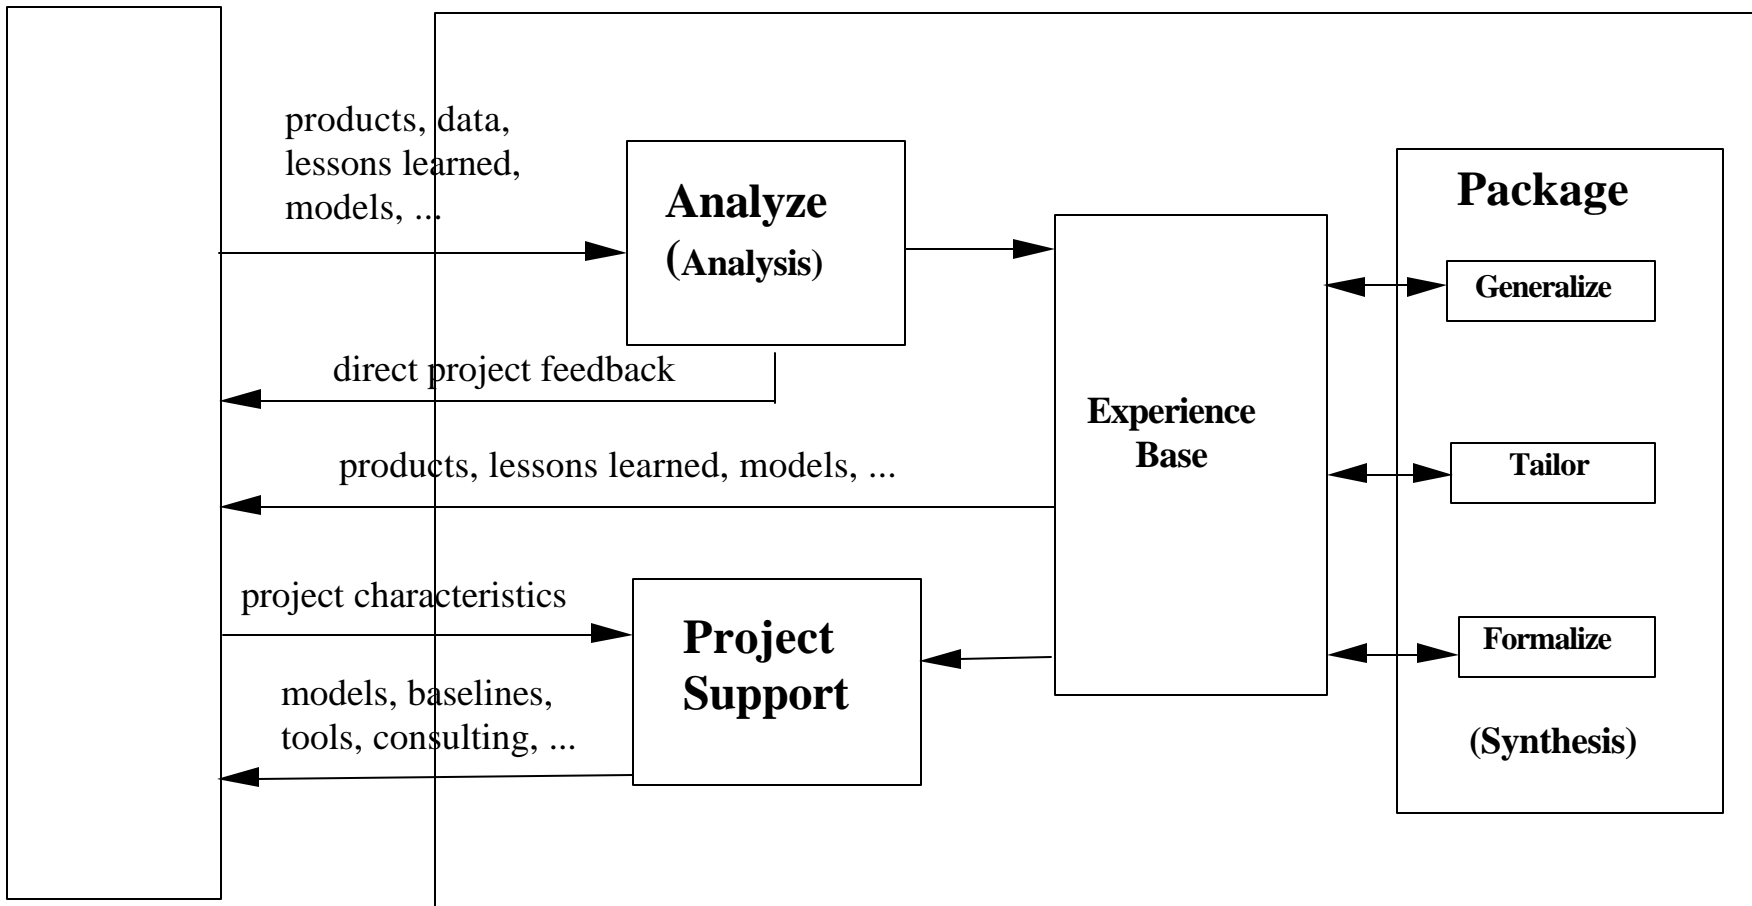 products, data,
lessons learned,
models, ...
Analyze
(Analysis)
direct project feedback
products, lessons learned, models, ...
project characteristics
Project
Support
models, baselines,
tools, consulting, ...
Experience
Base
Package
Generalize
Tailor
Formalize
(Synthesis)